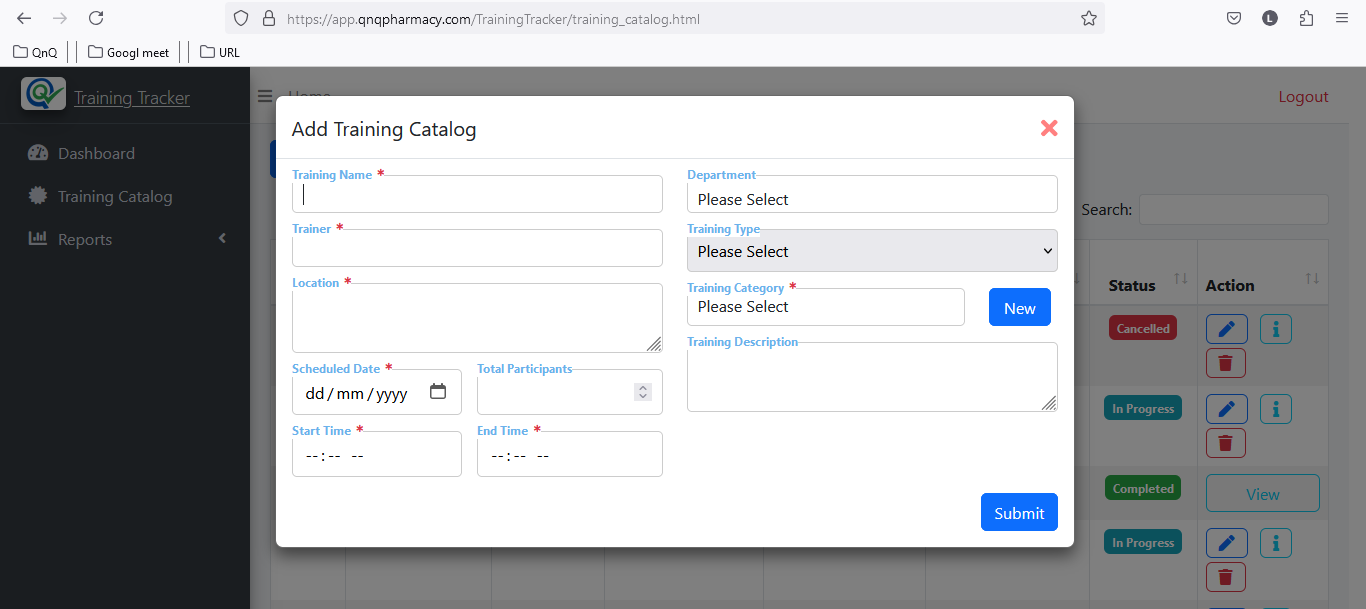 https://app.qnqpharmacy.com/TrainingTracker/training_catalog.html
L
QnQ
Googl meet
URL
Training Tracker
Home
Logout
Dashboard
Training Catalog
Reports
Add Training Catalog
Training Name *
Department
Please Select
Trainer *
Training Type
Please Select
Location *
Training Category *
Please Select
New
Training Description
Scheduled Date *
dd / mm / yyyy
Total Participants
Start Time *
--:-- --
End Time *
--:-- --
Submit
Search:
Status
Action
Cancelled
In Progress
Completed
View
In Progress